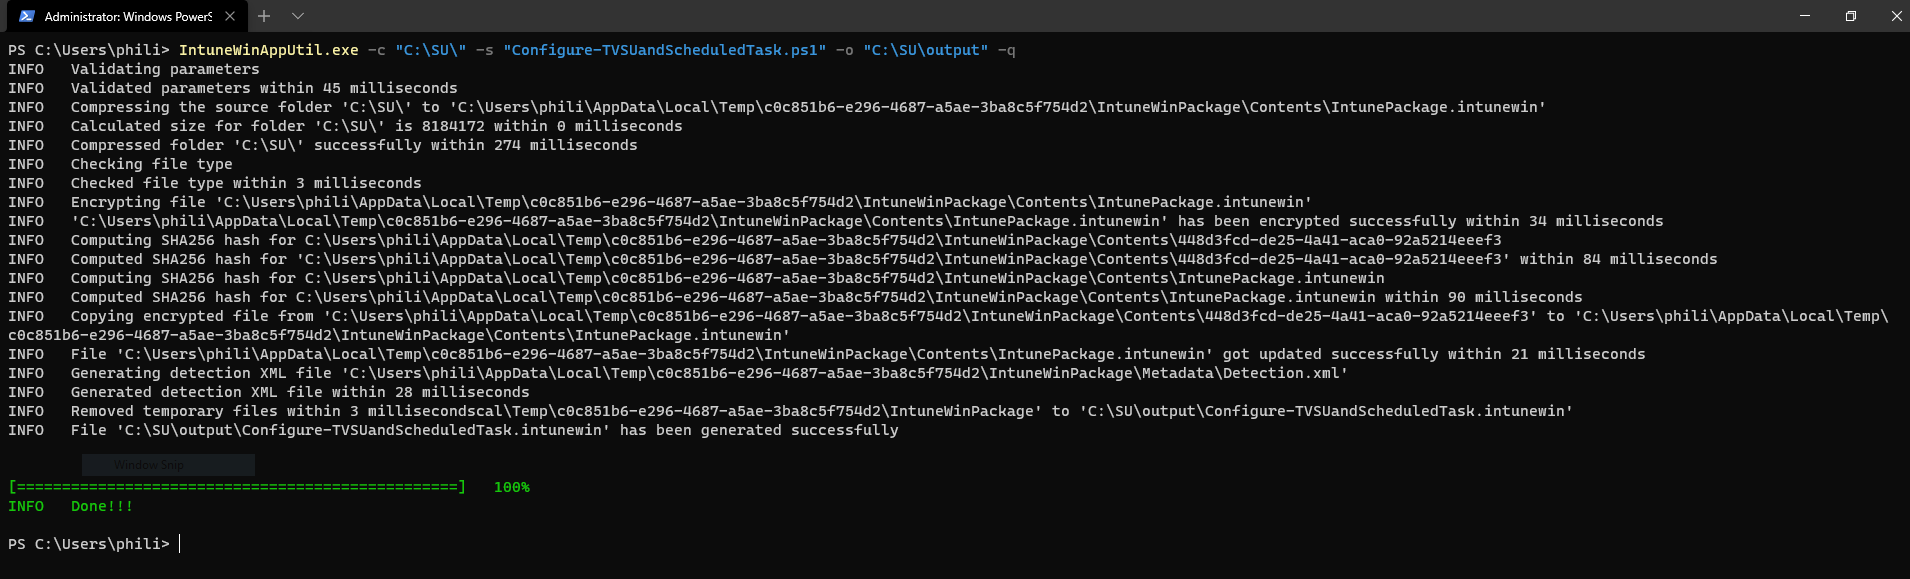 Administrator: Windows PowerS
PS C:\Users\phili> IntuneWinAppUtil.exe -c "C:\SU\" -s "Configure-TVSUandScheduledTask.ps1" -o "C:\SU\output" -q
INFO   Validating parameters
INFO   Validated parameters within 45 milliseconds
INFO   Compressing the source folder 'C:\SU\' to 'C:\Users\phili\AppData\Local\Temp\c0c851b6-e296-4687-a5ae-3ba8c5f754d2\IntuneWinPackage\Contents\IntunePackage.intunewin'
INFO   Calculated size for folder 'C:\SU\' is 8184172 within 0 milliseconds
INFO   Compressed folder 'C:\SU\' successfully within 274 milliseconds
INFO   Checking file type
INFO   Checked file type within 3 milliseconds
INFO   Encrypting file 'C:\Users\phili\AppData\Local\Temp\c0c851b6-e296-4687-a5ae-3ba8c5f754d2\IntuneWinPackage\Contents\IntunePackage.intunewin'
INFO   'C:\Users\phili\AppData\Local\Temp\c0c851b6-e296-4687-a5ae-3ba8c5f754d2\IntuneWinPackage\Contents\IntunePackage.intunewin' has been encrypted successfully within 34 milliseconds
INFO   Computing SHA256 hash for C:\Users\phili\AppData\Local\Temp\c0c851b6-e296-4687-a5ae-3ba8c5f754d2\IntuneWinPackage\Contents\448d3fcd-de25-4a41-aca0-92a5214eeef3
INFO   Computed SHA256 hash for 'C:\Users\phili\AppData\Local\Temp\c0c851b6-e296-4687-a5ae-3ba8c5f754d2\IntuneWinPackage\Contents\448d3fcd-de25-4a41-aca0-92a5214eeef3' within 84 milliseconds
INFO   Computing SHA256 hash for C:\Users\phili\AppData\Local\Temp\c0c851b6-e296-4687-a5ae-3ba8c5f754d2\IntuneWinPackage\Contents\IntunePackage.intunewin
INFO   Computed SHA256 hash for C:\Users\phili\AppData\Local\Temp\c0c851b6-e296-4687-a5ae-3ba8c5f754d2\IntuneWinPackage\Contents\IntunePackage.intunewin within 90 milliseconds
INFO   Copying encrypted file from 'C:\Users\phili\AppData\Local\Temp\c0c851b6-e296-4687-a5ae-3ba8c5f754d2\IntuneWinPackage\Contents\448d3fcd-de25-4a41-aca0-92a5214eeef3' to 'C:\Users\phili\AppData\Local\Temp\
c0c851b6-e296-4687-a5ae-3ba8c5f754d2\IntuneWinPackage\Contents\IntunePackage.intunewin'
INFO   File 'C:\Users\phili\AppData\Local\Temp\c0c851b6-e296-4687-a5ae-3ba8c5f754d2\IntuneWinPackage\Contents\IntunePackage.intunewin' got updated successfully within 21 milliseconds
INFO   Generating detection XML file 'C:\Users\phili\AppData\Local\Temp\c0c851b6-e296-4687-a5ae-3ba8c5f754d2\IntuneWinPackage\Metadata\Detection.xml'
INFO   Generated detection XML file within 28 milliseconds
INFO   Removed temporary files within 3 millisecondscal\Temp\c0c851b6-e296-4687-a5ae-3ba8c5f754d2\IntuneWinPackage' to 'C:\SU\output\Configure-TVSUandScheduledTask.intunewin'
INFO   File 'C:\SU\output\Configure-TVSUandScheduledTask.intunewin' has been generated successfully
Window Snip
[=================================================]   100%
INFO   Done!!!
PS C:\Users\phili>